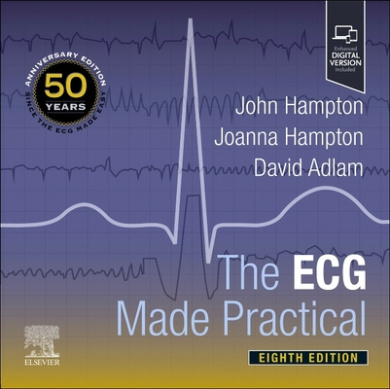 Enhanced
DIGITAL
VERSION
Included
ANNIVERSARY EDITION
50
YEARS
SINCE THE ECG MADE EASY
John Hampton
Joanna Hampton
David Adlam
The ECG
Made Practical
EIGHTH EDITION
ELSEVIER